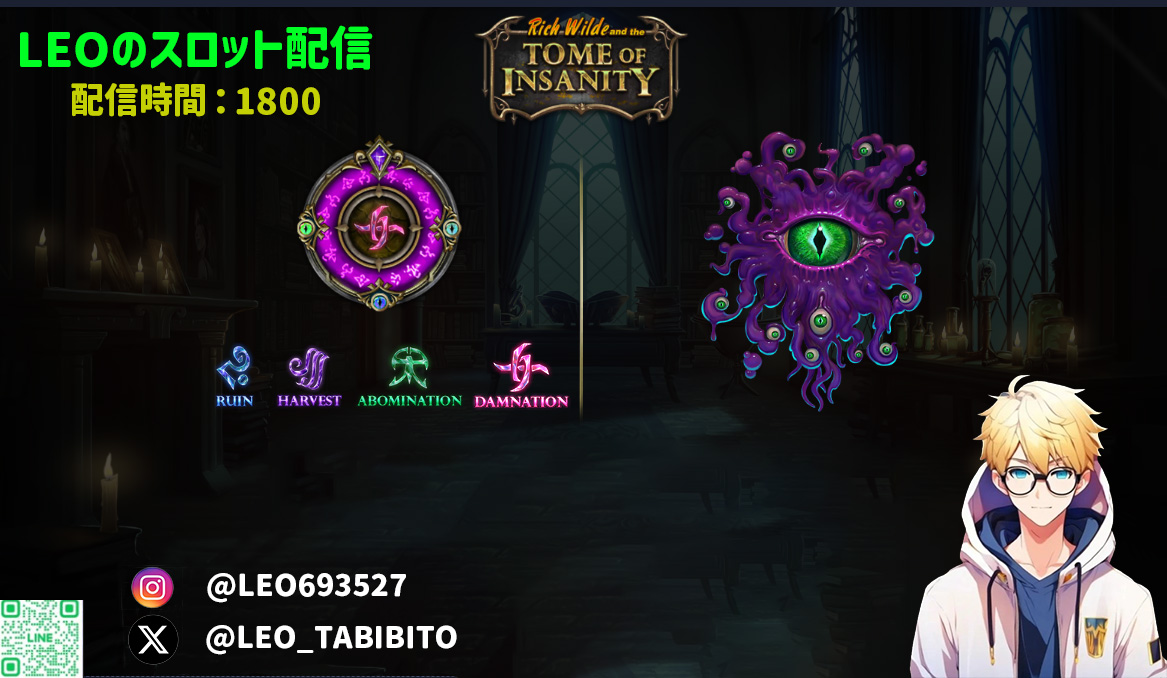 LEOのスロット配信
配信時間：1800
Rich Wilde and the
TOME OF
INSANITY
RUIN
HARVEST
ABOMINATION
DAMNATION
@LEO693527
@LEO_TABIBITO
LINE